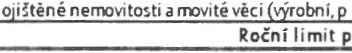 ojištěné nemovitosti a movité věci (výrobní, p
Roční limit p